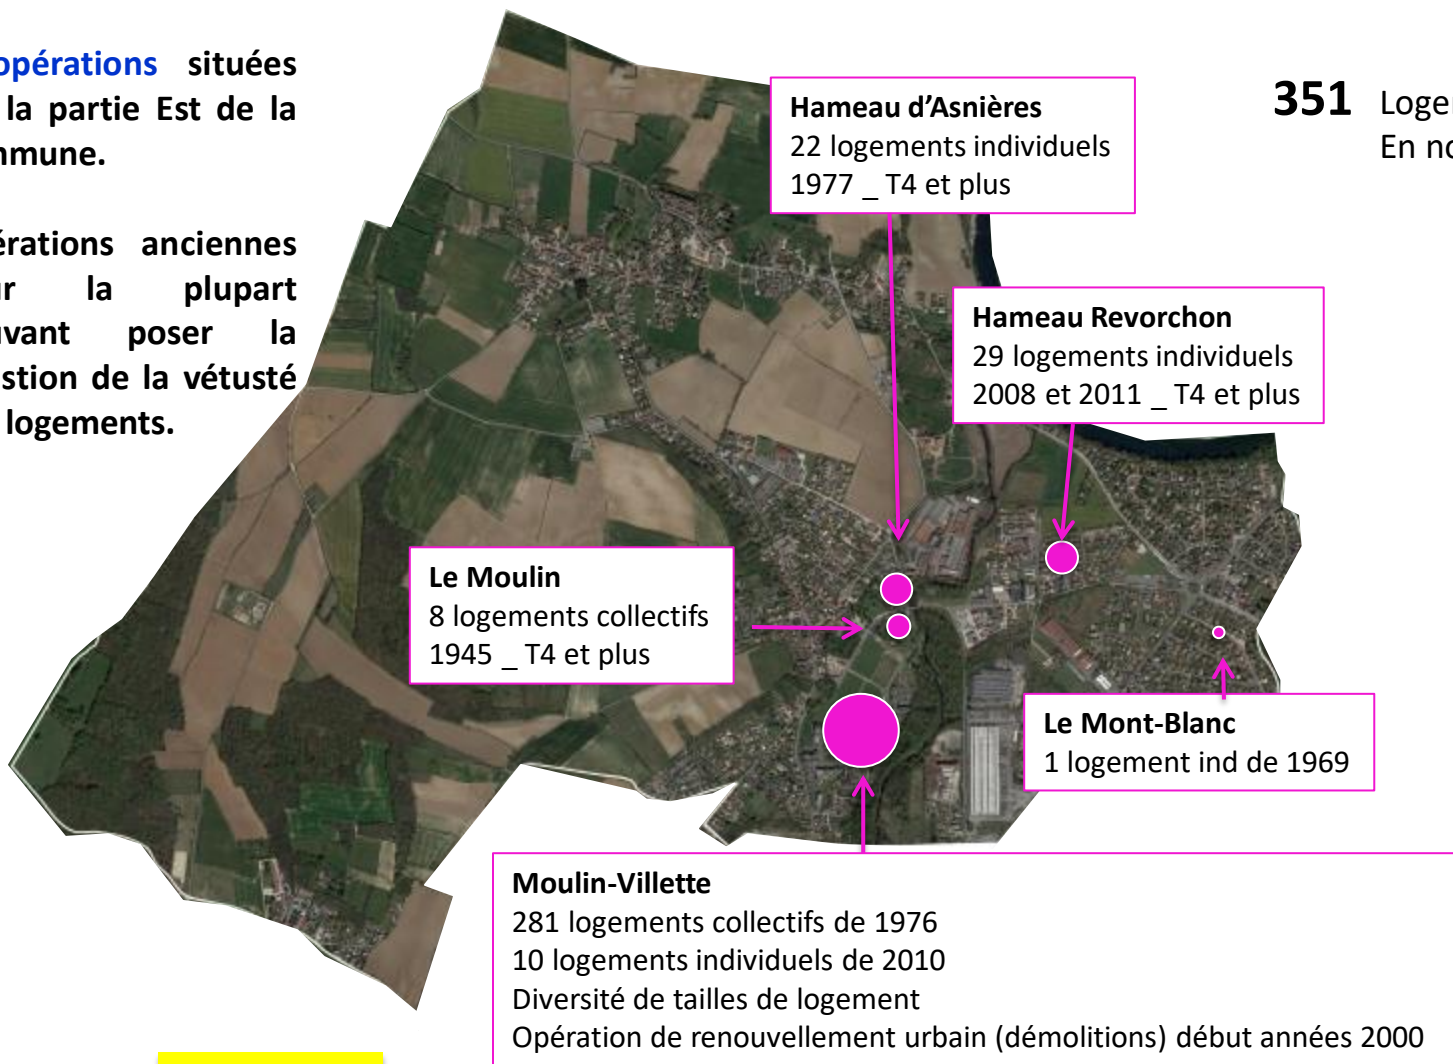 opérations situées
la partie Est de la
mmune.
érations anciennes
ur la plupart
uvant poser la
stion de la vétusté
logements.
351 Loger
En no
Hameau d’Asnières
22 logements individuels
1977 _ T4 et plus
Hameau Revorchon
29 logements individuels
2008 et 2011 _ T4 et plus
Le Moulin
8 logements collectifs
1945 _ T4 et plus
Le Mont-Blanc
1 logement ind de 1969
Moulin-Villette
281 logements collectifs de 1976
10 logements individuels de 2010
Diversité de tailles de logement
Opération de renouvellement urbain (démolitions) début années 2000